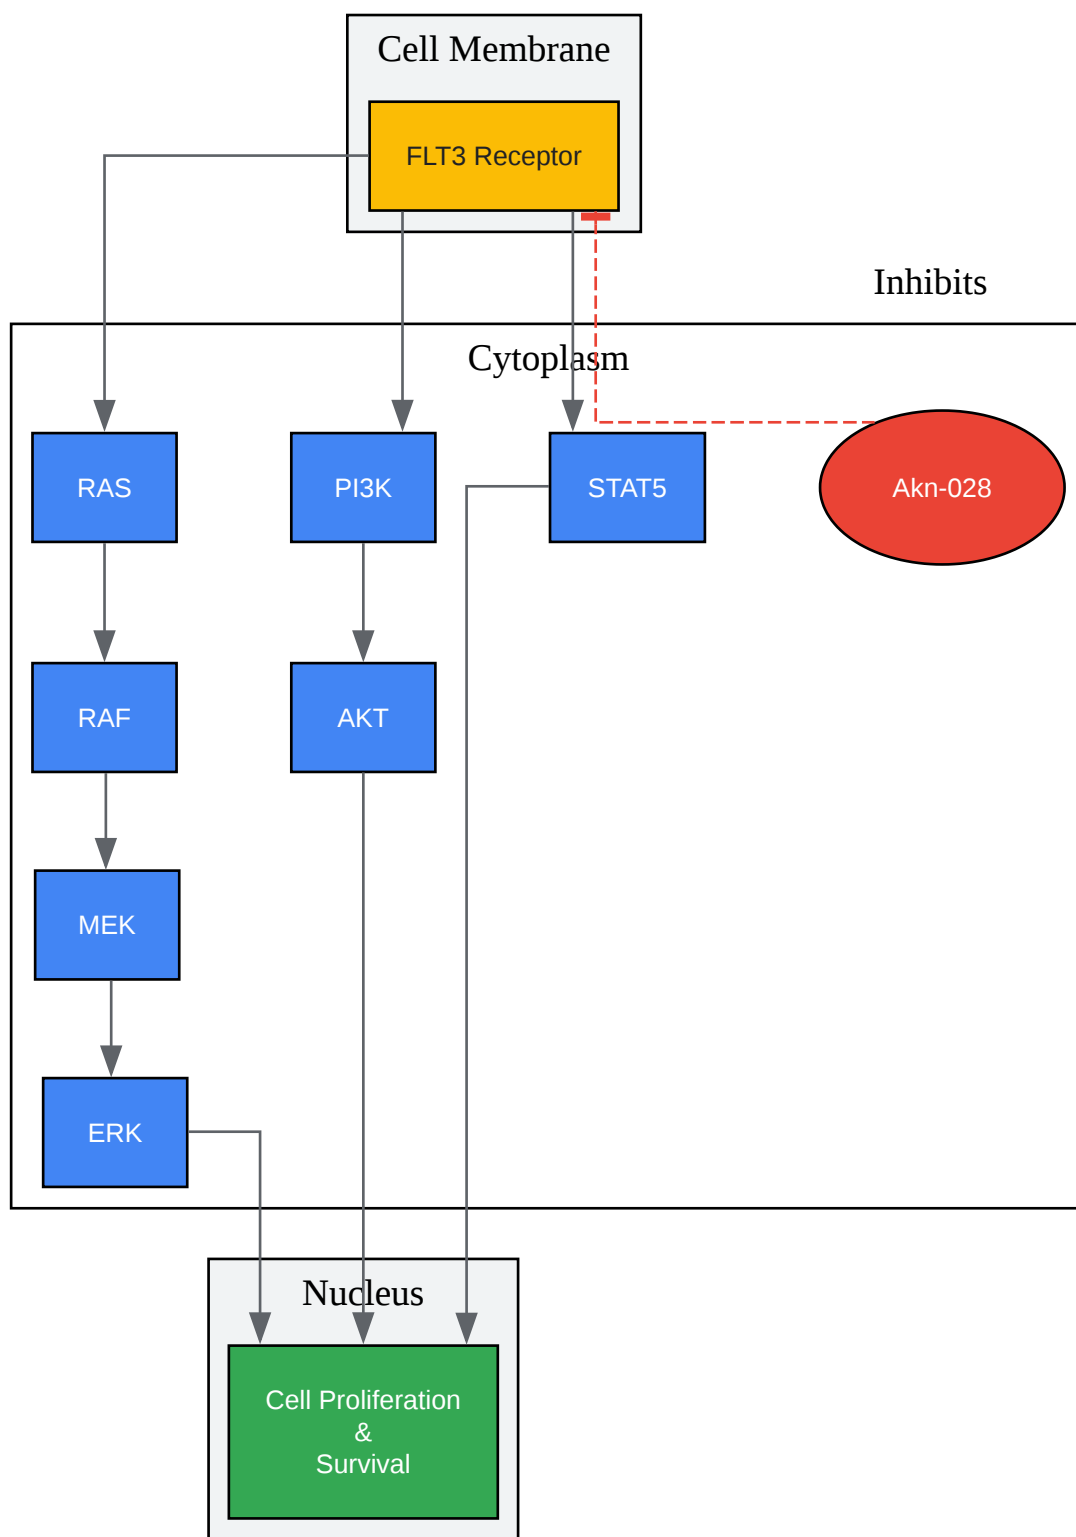 Cell Membrane
FLT3 Receptor
Inhibits
Cytoplasm
RAS
PI3K
STAT5
Akn-028
RAF
AKT
MEK
ERK
Nucleus
Cell Proliferation
&
Survival